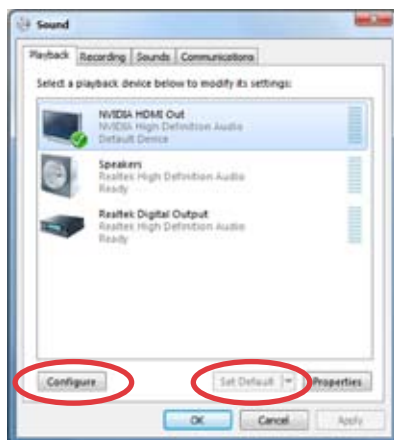 Sound
Playback Recording Sounds Communications
Select a playback device below to modify its settings:
NVIDIA HDMI Out
NVIDIA High Definition Audio
Default Device
Speakers
Realtek High Definition Audio
Ready
Realtek Digital Output
Realtek High Definition Audio
Ready
Configure Set Default Properties
OK Cancel Apply